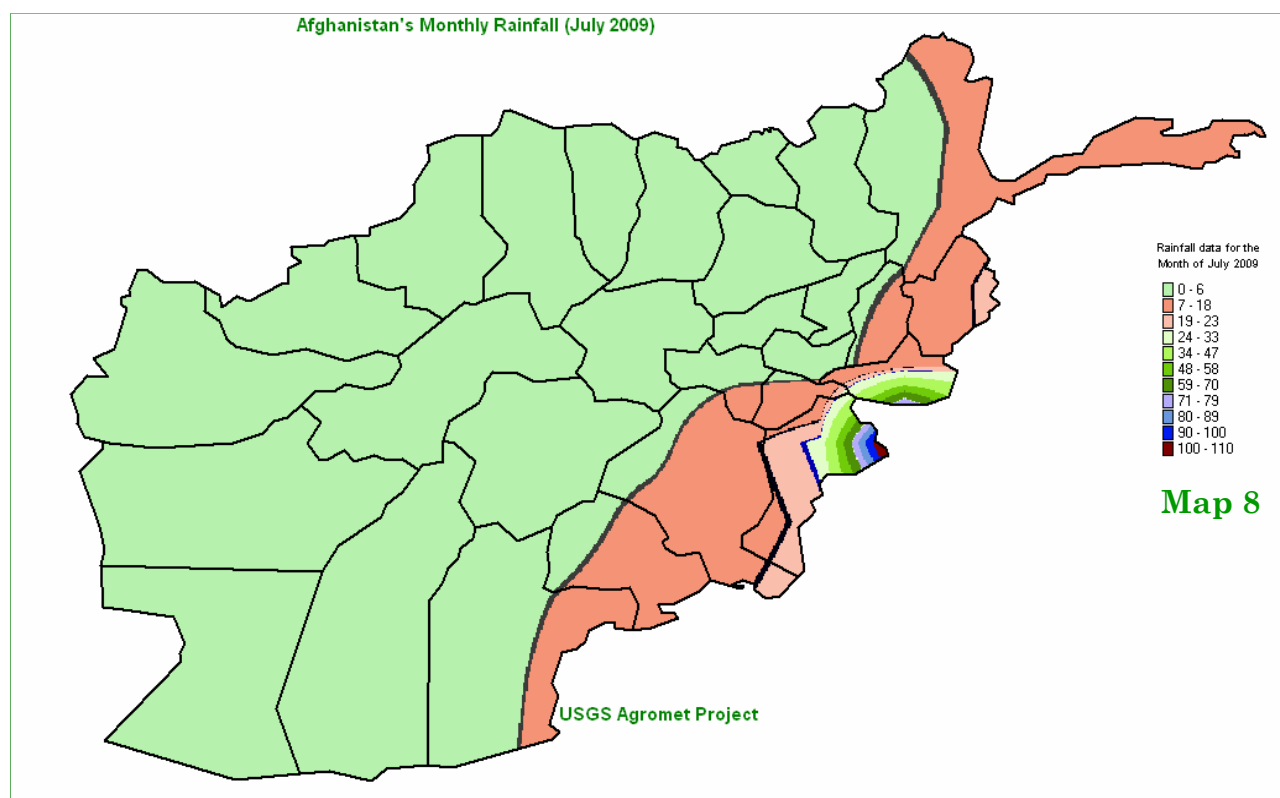 Afghanistan's Monthly Rainfall (July 2009)
Rainfall data for the
Month of July 2009
0 - 6
7 - 18
19 - 23
24 - 33
34 - 47
48 - 58
59 - 70
71 - 79
80 - 89
90 - 100
100 - 110
Map 8
USGS Agromet Project